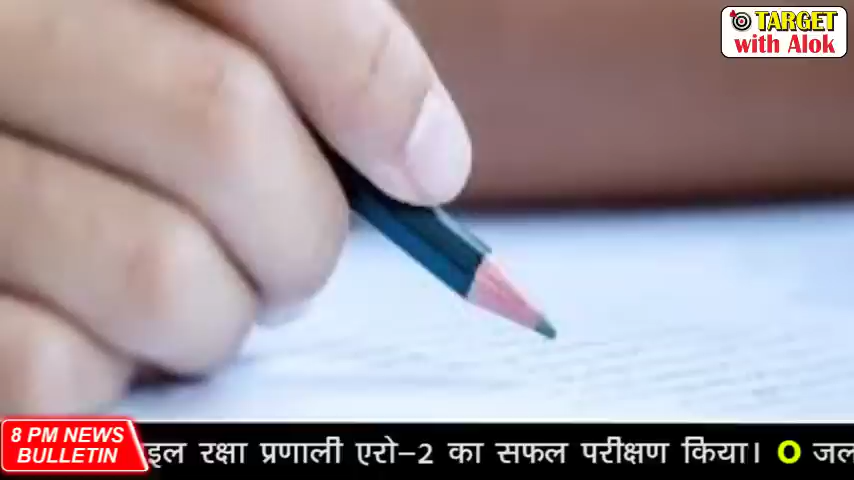 TARGET
with Alok
8 PM NEWS
BULLETIN
रक्षा प्रणाली एरो-2 का सफल परीक्षण किया।